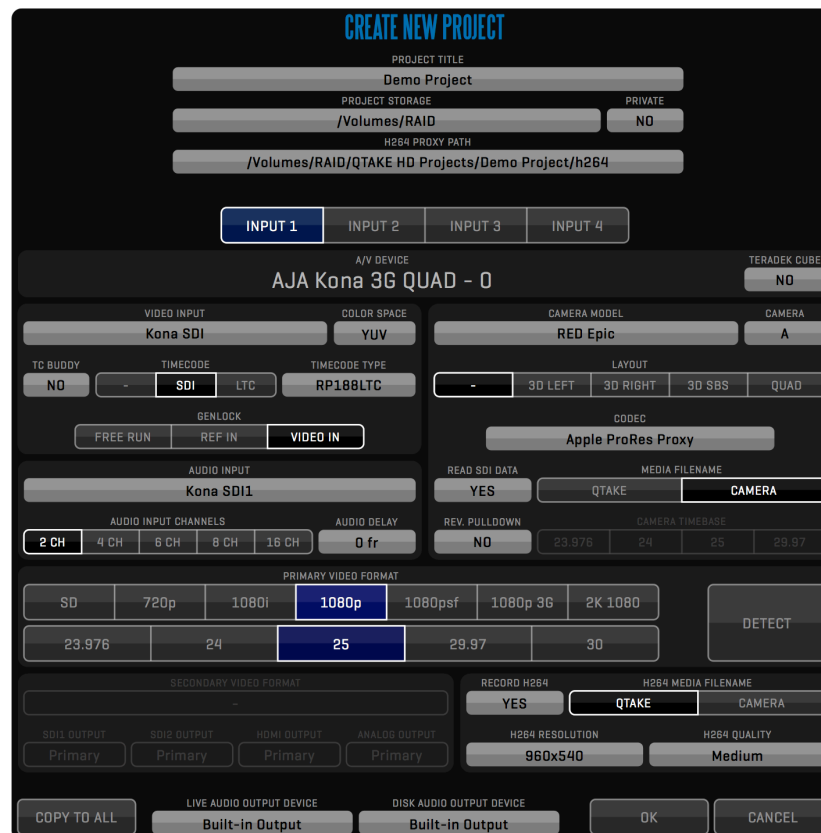 CREATE NEW PROJECT
PROJECT TITLE
Demo Project
PROJECT STORAGE PRIVATE
/Volumes/RAID NO
H264 PROXY PATH
/Volumes/RAID/QTAKE HD Projects/Demo Project/h264
INPUT 1 INPUT 2 INPUT 3 INPUT 4
A/V DEVICE TERADEK CUBE
AJA Kona 3G QUAD - 0 NO
VIDEO INPUT COLOR SPACE CAMERA MODEL CAMERA
Kona SDI YUV RED Epic A
TC BUDDY TIMECODE TIMECODE TYPE LAYOUT
NO - SDI LTC RP188LTC - 3D LEFT 3D RIGHT 3D SBS QUAD
GENLOCK CODEC
FREE RUN REF IN VIDEO IN Apple ProRes Proxy
AUDIO INPUT READ SDI DATA MEDIA FILENAME
Kona SDI1 YES QTAKE CAMERA
AUDIO INPUT CHANNELS AUDIO DELAY REV. PULLDOWN CAMERA TIMEBASE
2 CH 4 CH 6 CH 8 CH 16 CH 0 fr NO 23.976 24 25 29.97
PRIMARY VIDEO FORMAT
SD 720p 1080i 1080p 1080psf 1080p 3G 2K 1080
DETECT
23.976 24 25 29.97 30
SECONDARY VIDEO FORMAT RECORD H264 H264 MEDIA FILENAME
- YES QTAKE CAMERA
SDI1 OUTPUT SDI2 OUTPUT HDMI OUTPUT ANALOG OUTPUT H264 RESOLUTION H264 QUALITY
Primary Primary Primary Primary 960x540 Medium
LIVE AUDIO OUTPUT DEVICE DISK AUDIO OUTPUT DEVICE
COPY TO ALL Built-in Output Built-in Output OK CANCEL